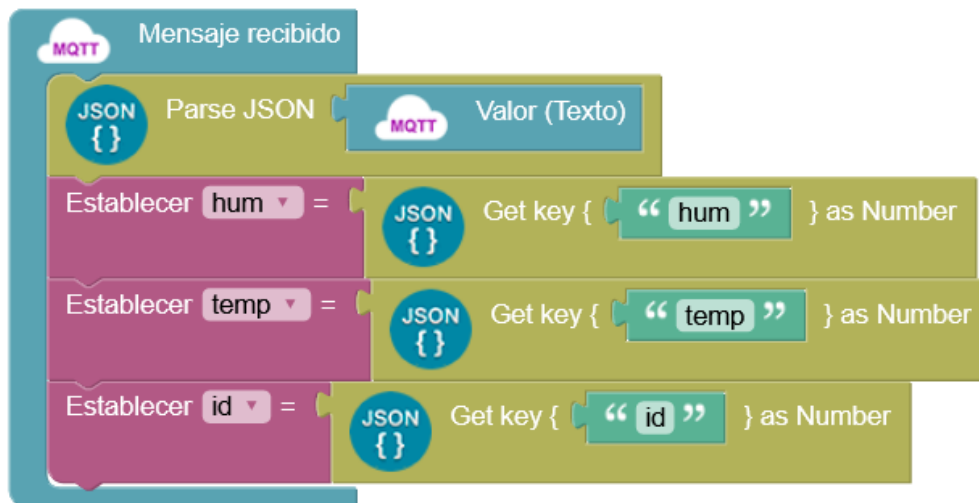 MQTT Mensaje recibido
JSON {} Parse JSON MQTT Valor (Texto)
Establecer hum = JSON {} Get key { “ hum ” } as Number
Establecer temp = JSON {} Get key { “ temp ” } as Number
Establecer id = JSON {} Get key { “ id ” } as Number